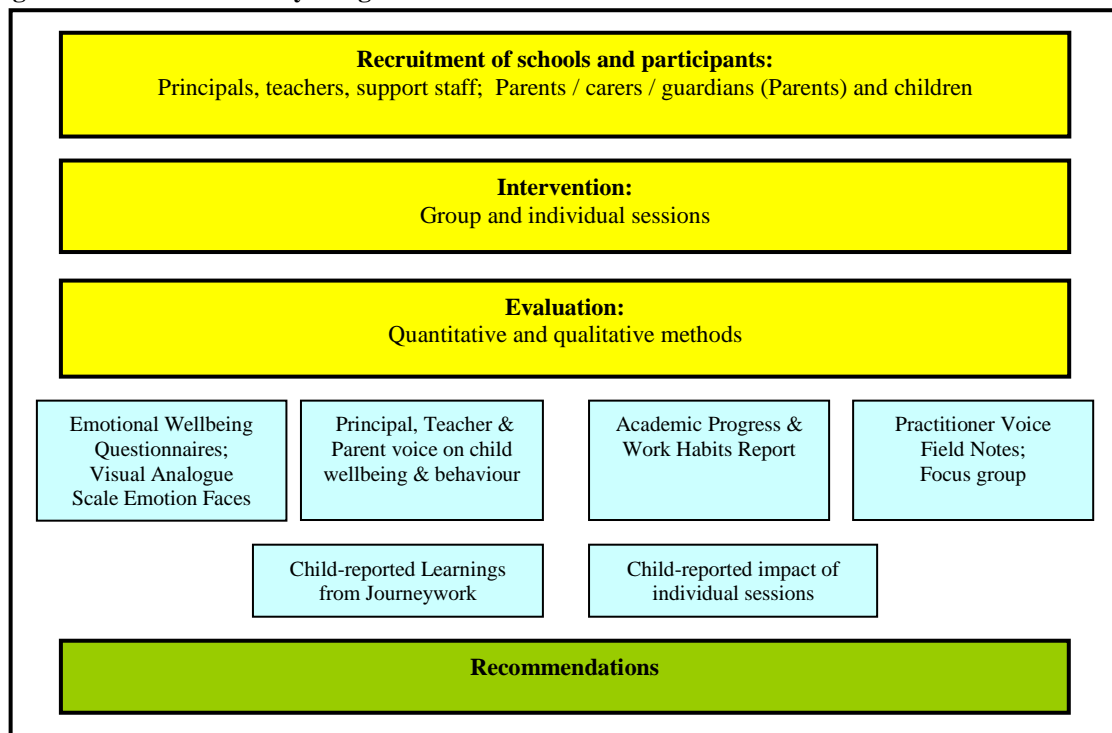 Recruitment of schools and participants:
Principals, teachers, support staff; Parents / carers / guardians (Parents) and children
Intervention:
Group and individual sessions
Evaluation:
Quantitative and qualitative methods
Emotional Wellbeing
Questionnaires;
Visual Analogue
Scale Emotion Faces
Principal, Teacher &
Parent voice on child
wellbeing & behaviour
Academic Progress &
Work Habits Report
Practitioner Voice
Field Notes;
Focus group
Child-reported Learnings
from Journeywork
Child-reported impact of
individual sessions
Recommendations